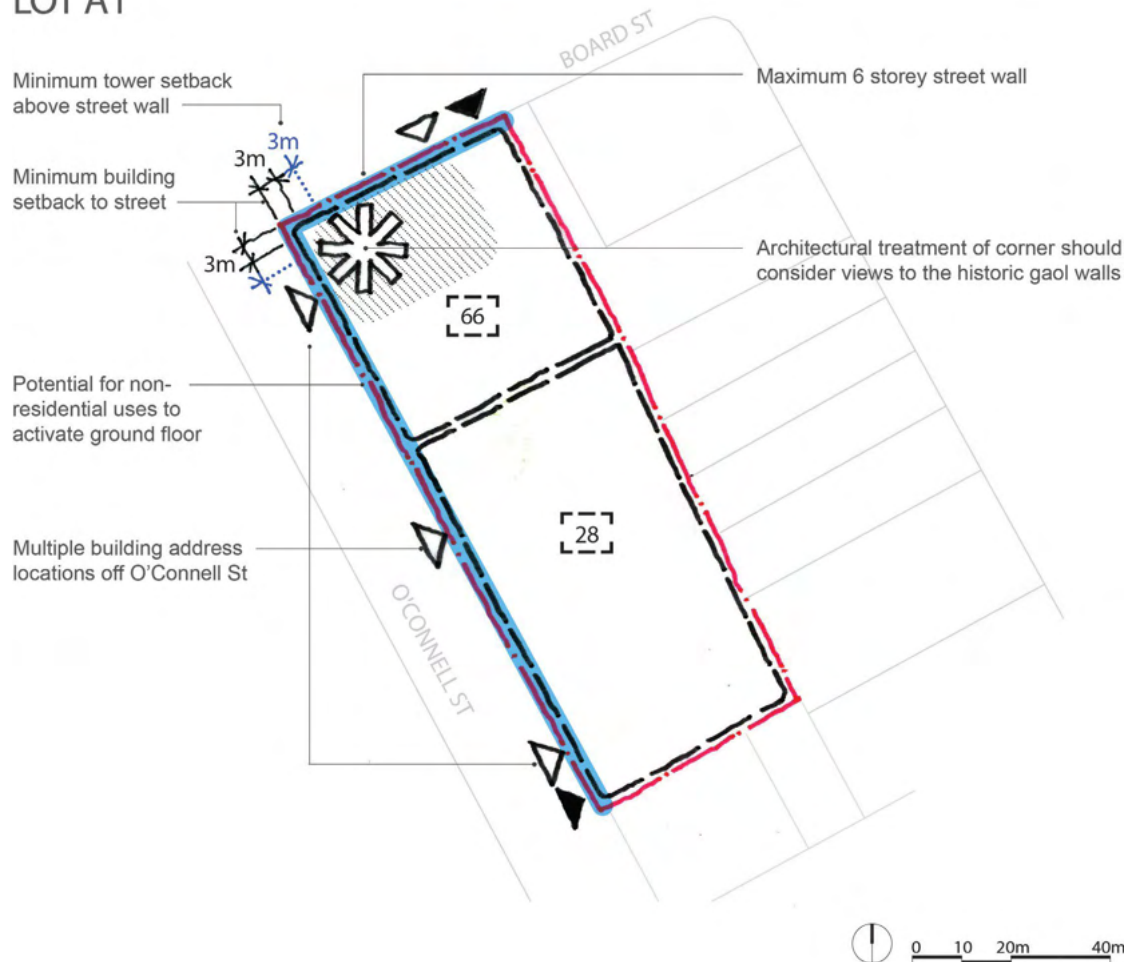 LOT A1
BOARD ST
Minimum tower setback
above street wall
Maximum 6 storey street wall
3m
3m
Minimum building
setback to street
3m
Architectural treatment of corner should
consider views to the historic gaol walls
66
Potential for non-
residential uses to
activate ground floor
28
Multiple building address
locations off O'Connell St
O'CONNELL ST
0 10 20m 40m